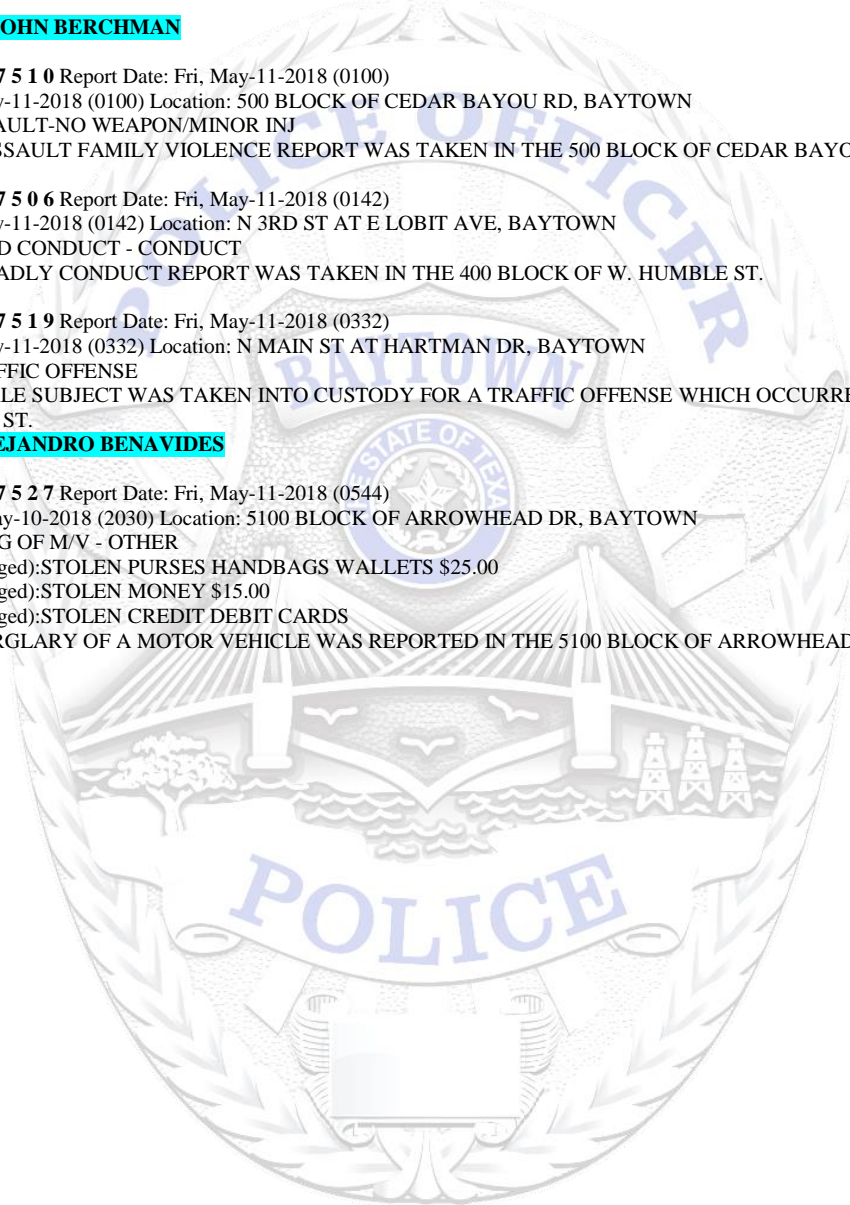 OHN BERCHMAN
7 5 1 0 Report Date: Fri, May-11-2018 (0100)
y-11-2018 (0100) Location: 500 BLOCK OF CEDAR BAYOU RD, BAYTOWN
AULT-NO WEAPON/MINOR INJ
SSAULT FAMILY VIOLENCE REPORT WAS TAKEN IN THE 500 BLOCK OF CEDAR BAYO
7 5 0 6 Report Date: Fri, May-11-2018 (0142)
y-11-2018 (0142) Location: N 3RD ST AT E LOBIT AVE, BAYTOWN
D CONDUCT - CONDUCT
ADLY CONDUCT REPORT WAS TAKEN IN THE 400 BLOCK OF W. HUMBLE ST.
7 5 1 9 Report Date: Fri, May-11-2018 (0332)
y-11-2018 (0332) Location: N MAIN ST AT HARTMAN DR, BAYTOWN
FFIC OFFENSE
LE SUBJECT WAS TAKEN INTO CUSTODY FOR A TRAFFIC OFFENSE WHICH OCCURRE
ST.
EJANDRO BENAVIDES
7 5 2 7 Report Date: Fri, May-11-2018 (0544)
ay-10-2018 (2030) Location: 5100 BLOCK OF ARROWHEAD DR, BAYTOWN
G OF M/V - OTHER
ged):STOLEN PURSES HANDBAGS WALLETS $25.00
ged):STOLEN MONEY $15.00
ged):STOLEN CREDIT DEBIT CARDS
RGLARY OF A MOTOR VEHICLE WAS REPORTED IN THE 5100 BLOCK OF ARROWHEAD
POLICE OFFICER
BAYTOWN
THE STATE OF TEXAS
POLICE